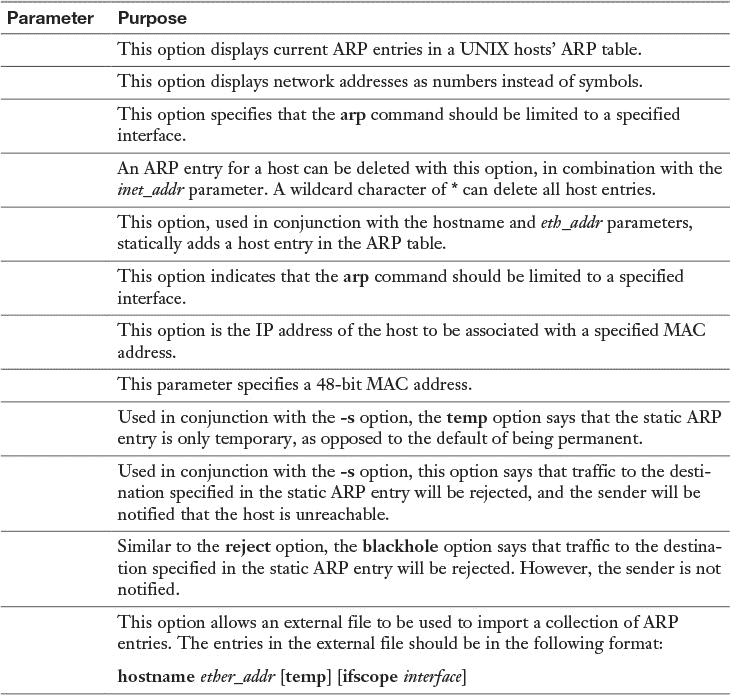 Parameter Purpose
This option displays current ARP entries in a UNIX hosts’ ARP table.
This option displays network addresses as numbers instead of symbols.
This option specifies that the arp command should be limited to a specified
interface.
An ARP entry for a host can be deleted with this option, in combination with the
inet_addr parameter. A wildcard character of * can delete all host entries.
This option, used in conjunction with the hostname and eth_addr parameters,
statically adds a host entry in the ARP table.
This option indicates that the arp command should be limited to a specified
interface.
This option is the IP address of the host to be associated with a specified MAC
address.
This parameter specifies a 48-bit MAC address.
Used in conjunction with the -s option, the temp option says that the static ARP
entry is only temporary, as opposed to the default of being permanent.
Used in conjunction with the -s option, this option says that traffic to the desti-
nation specified in the static ARP entry will be rejected, and the sender will be
notified that the host is unreachable.
Similar to the reject option, the blackhole option says that traffic to the destina-
tion specified in the static ARP entry will be rejected. However, the sender is not
notified.
This option allows an external file to be used to import a collection of ARP
entries. The entries in the external file should be in the following format:
hostname ether_addr [temp] [ifscope interface]